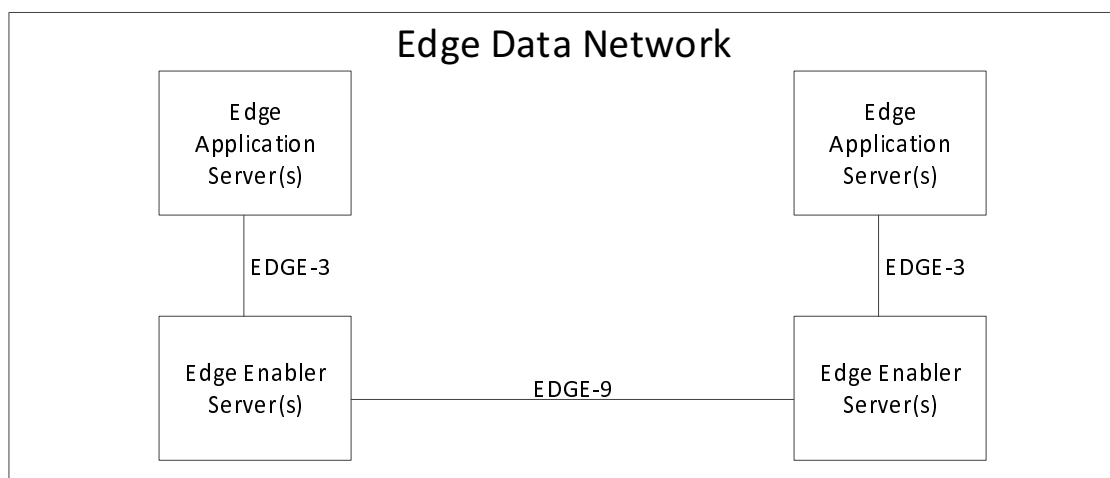 Edge Data Network
Edge
Application
Server(s)
Edge
Application
Server(s)
EDGE-3
EDGE-3
Edge Enabler
Server(s)
EDGE-9
Edge Enabler
Server(s)